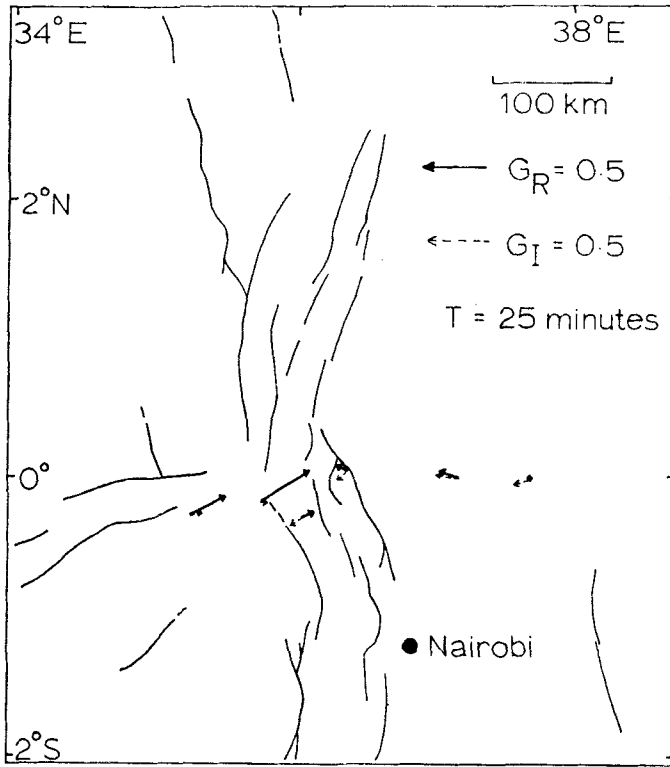 34°E
38°E
100 km
G_R = 0·5
2°N
G_I = 0·5
T = 25 minutes
0°
Nairobi
2°S